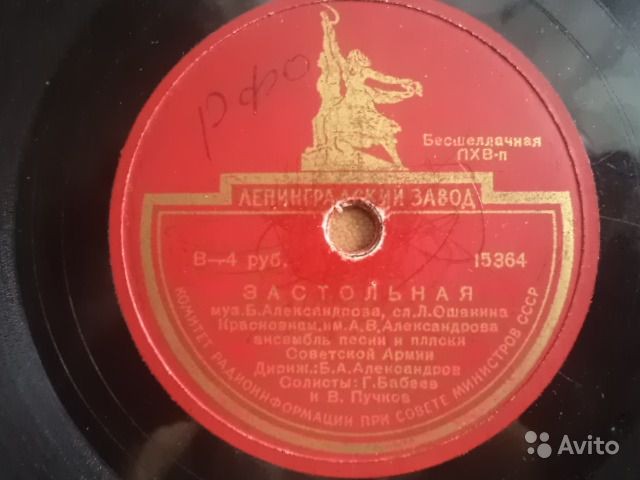 рфо
Бесшеллачная
ПХВ-п
ЛЕНИНГРАДСКИЙ ЗАВОД
В—4 руб.
15364
ЗАСТОЛЬНАЯ
муз.Б.Александрова, сл.Л.Ошанина
Краснознам.им.А.В.Александрова
ансамбль песни и пляски
Советской Армии
Дириж.:Б.А.Александров
Солисты: Г.Бабаев
и В. Пучков
КОМИТЕТ РАДИОИНФОРМАЦИИ ПРИ СОВЕТЕ МИНИСТРОВ СССР
Avito